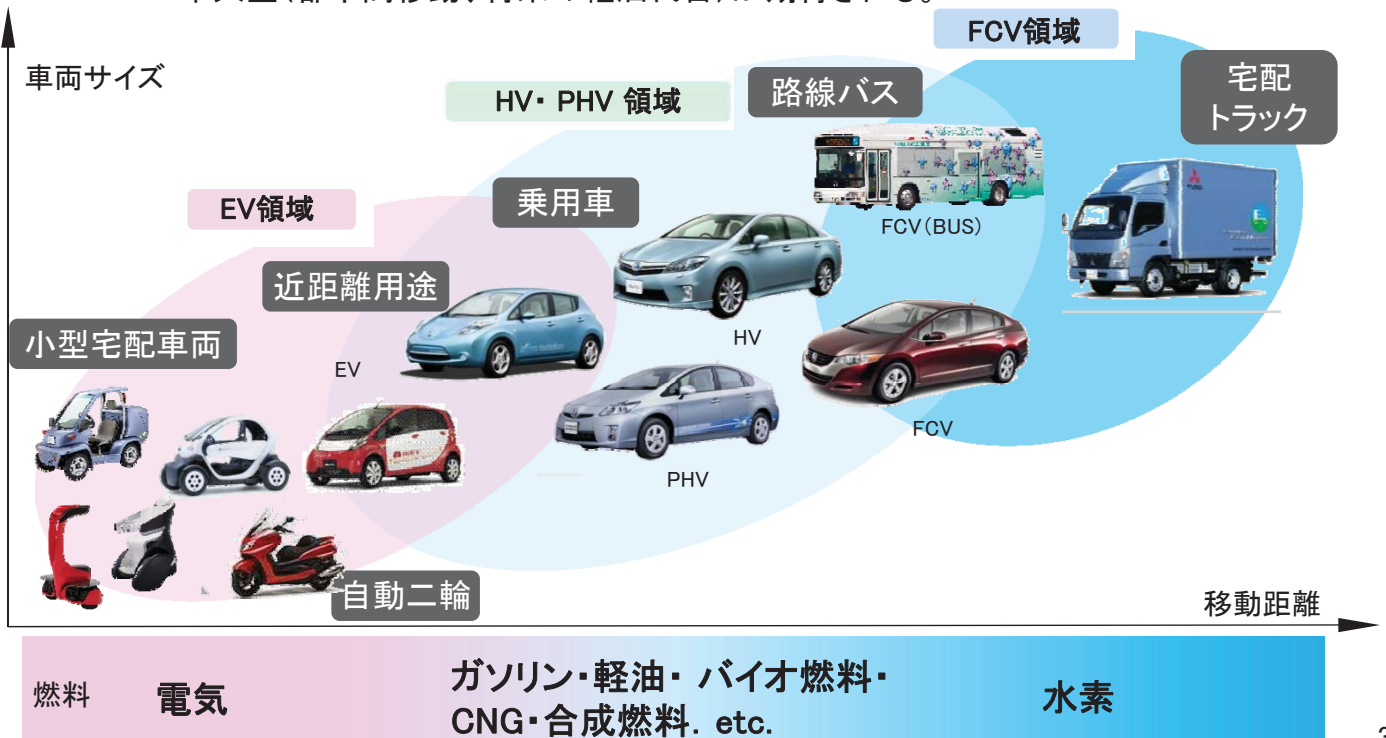 FCV領域
車両サイズ
宅配
トラック
路線バス
HV・PHV 領域
乗用車
EV領域
FCV(BUS)
近距離用途
小型宅配車両
HV
EV
FCV
PHV
自動二輪
移動距離
燃料
電気
ガソリン・軽油・ バイオ燃料・
CNG・合成燃料. etc.
水素